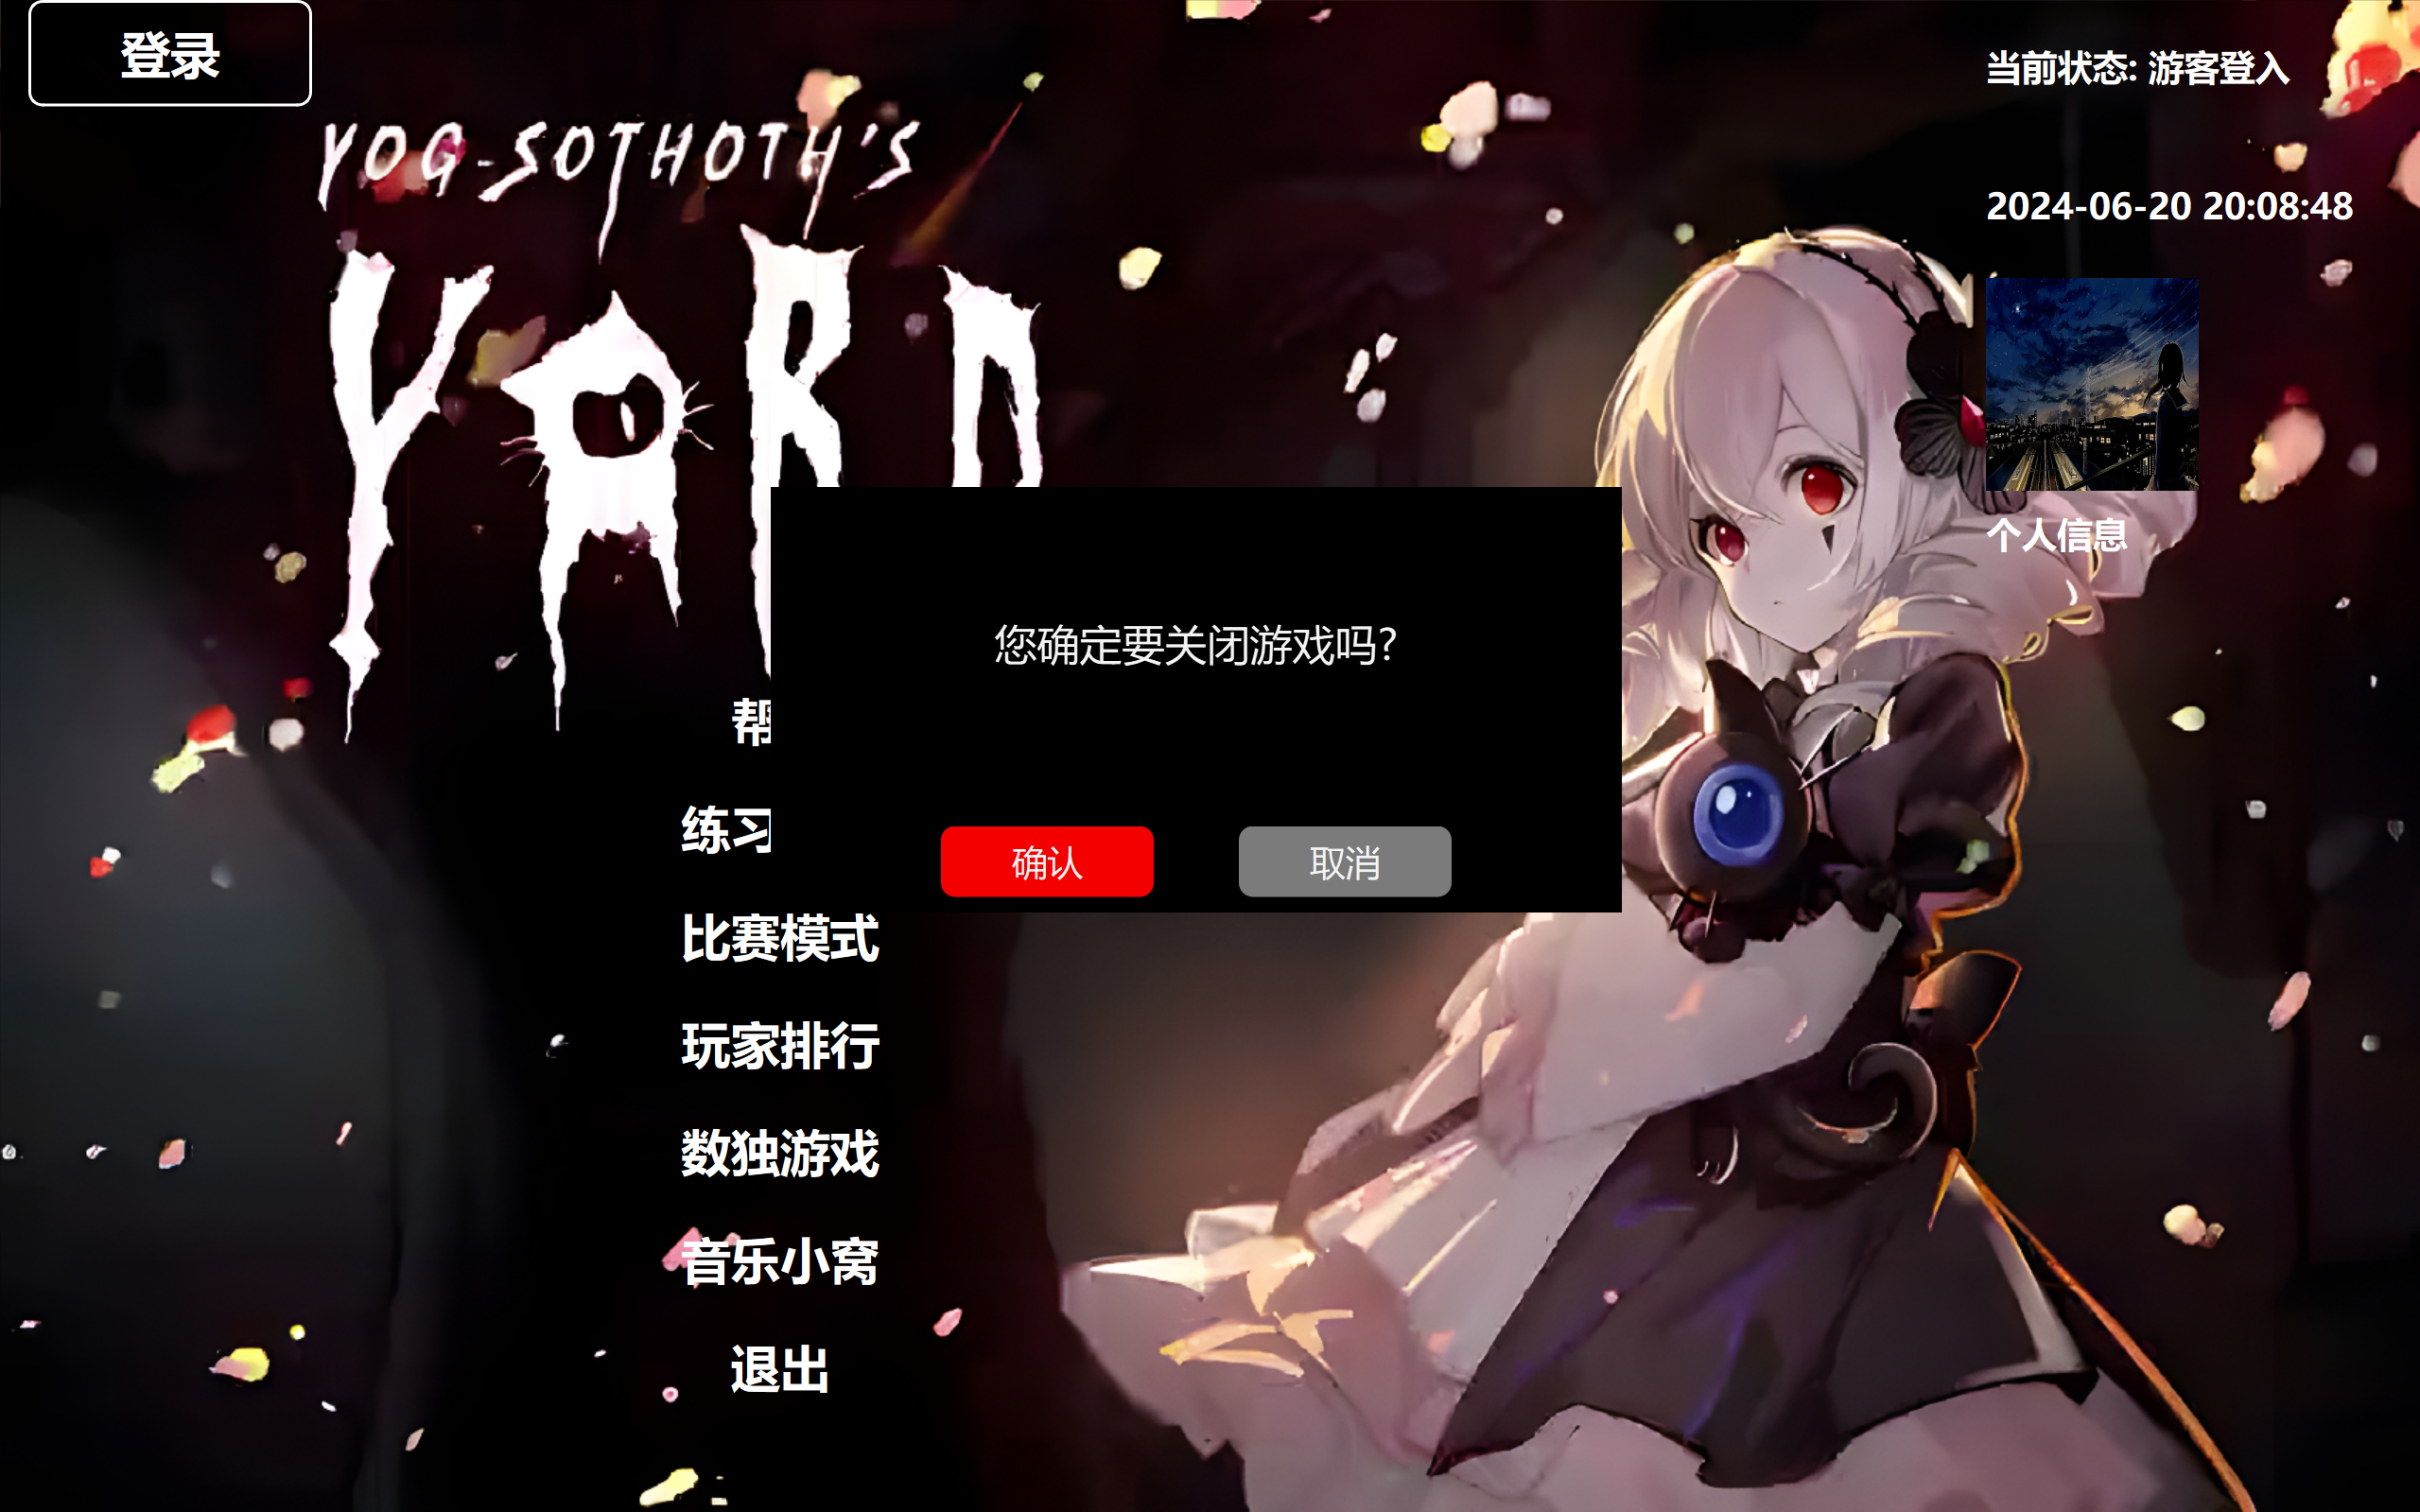 登录
当前状态: 游客登入
YOG-SOTHOTH'S
YARD
2024-06-20 20:08:48
个人信息
您确定要关闭游戏吗?
帮
练习
确认
取消
比赛模式
玩家排行
数独游戏
音乐小窝
退出